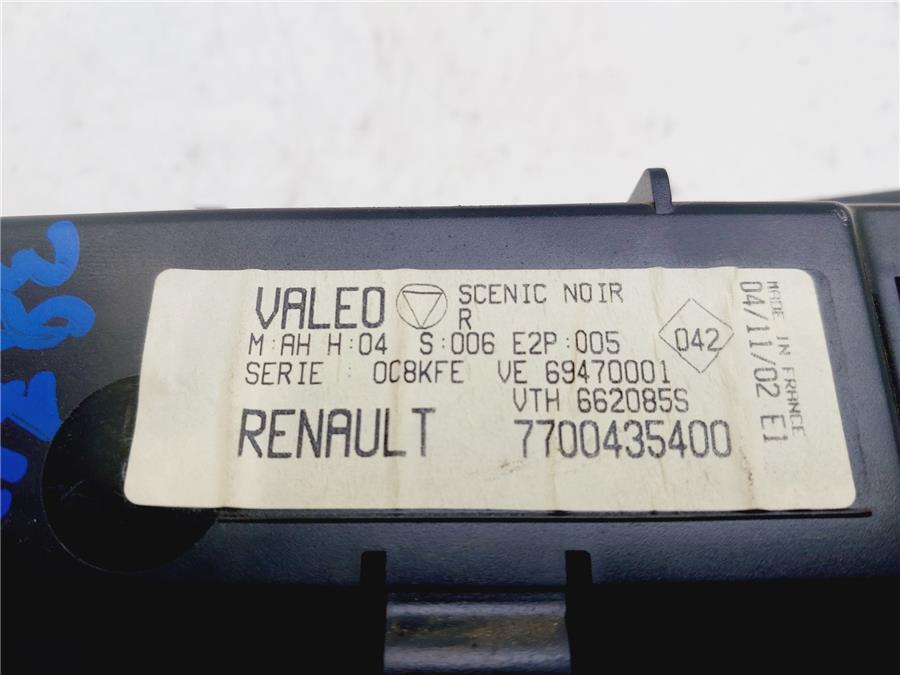 VALEO SCENIC NOIR
R
M:AH H:04 S:006 E2P:005
042
SERIE : 0C8KFE VE 69470001
VTH 662085S
RENAULT 7700435400
MADE IN FRANCE
04/11/02 E1